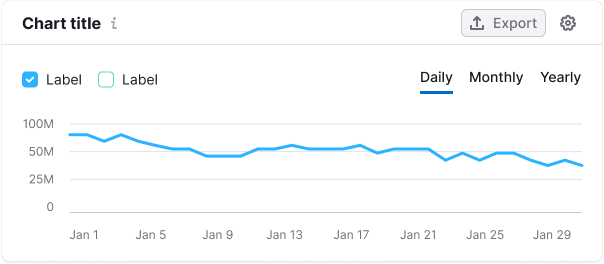 Chart title i Export
Label Label Daily Monthly Yearly
100M
50M
25M
0
Jan 1 Jan 5 Jan 9 Jan 13 Jan 17 Jan 21 Jan 25 Jan 29